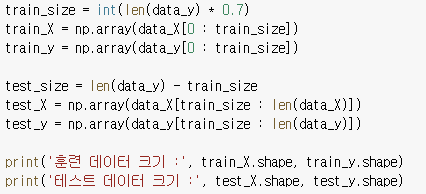 train_size = int(len(data_y) * 0.7)
train_X = np.array(data_X[0 : train_size])
train_y = np.array(data_y[0 : train_size])
test_size = len(data_y) - train_size
test_X = np.array(data_X[train_size : len(data_X)])
test_y = np.array(data_y[train_size : len(data_y)])
print('훈련 데이터 크기 :', train_X.shape, train_y.shape)
print('테스트 데이터 크기 :', test_X.shape, test_y.shape)